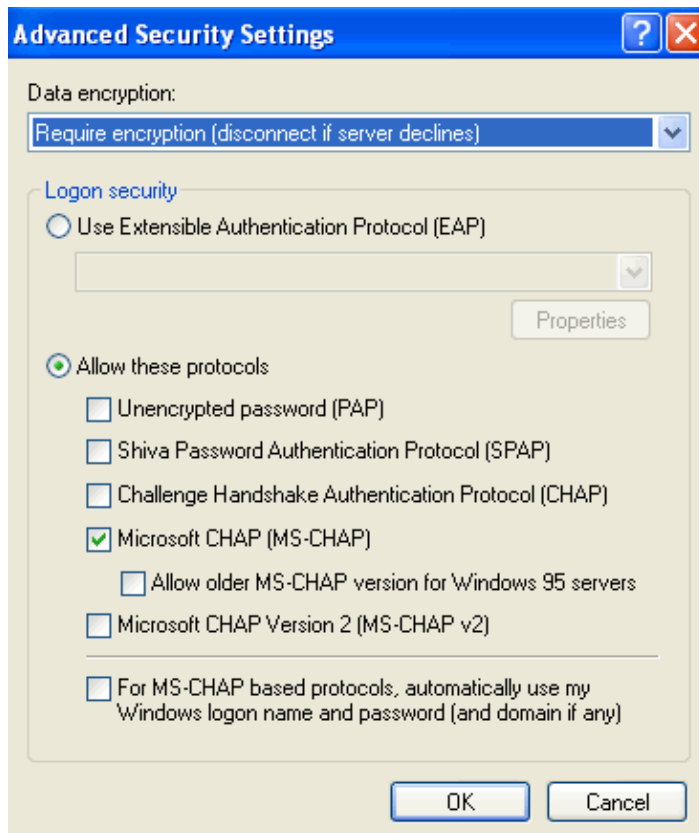 Advanced Security Settings
Data encryption:
Require encryption (disconnect if server declines)
Logon security
Use Extensible Authentication Protocol (EAP)
Properties
Allow these protocols
Unencrypted password (PAP)
Shiva Password Authentication Protocol (SPAP)
Challenge Handshake Authentication Protocol (CHAP)
Microsoft CHAP (MS-CHAP)
Allow older MS-CHAP version for Windows 95 servers
Microsoft CHAP Version 2 (MS-CHAP v2)
For MS-CHAP based protocols, automatically use my
Windows logon name and password (and domain if any)
OK Cancel